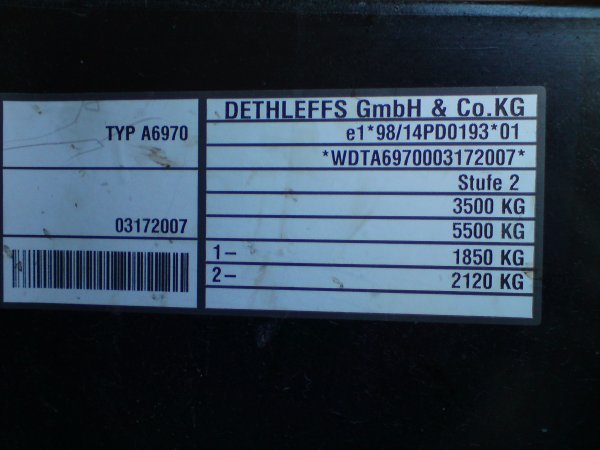 TYP A6970
03172007
DETHLEFFS GmbH & Co.KG
e1*98/14PD0193*01
*WDTA6970003172007*
Stufe 2
3500 KG
5500 KG
1– 1850 KG
2– 2120 KG